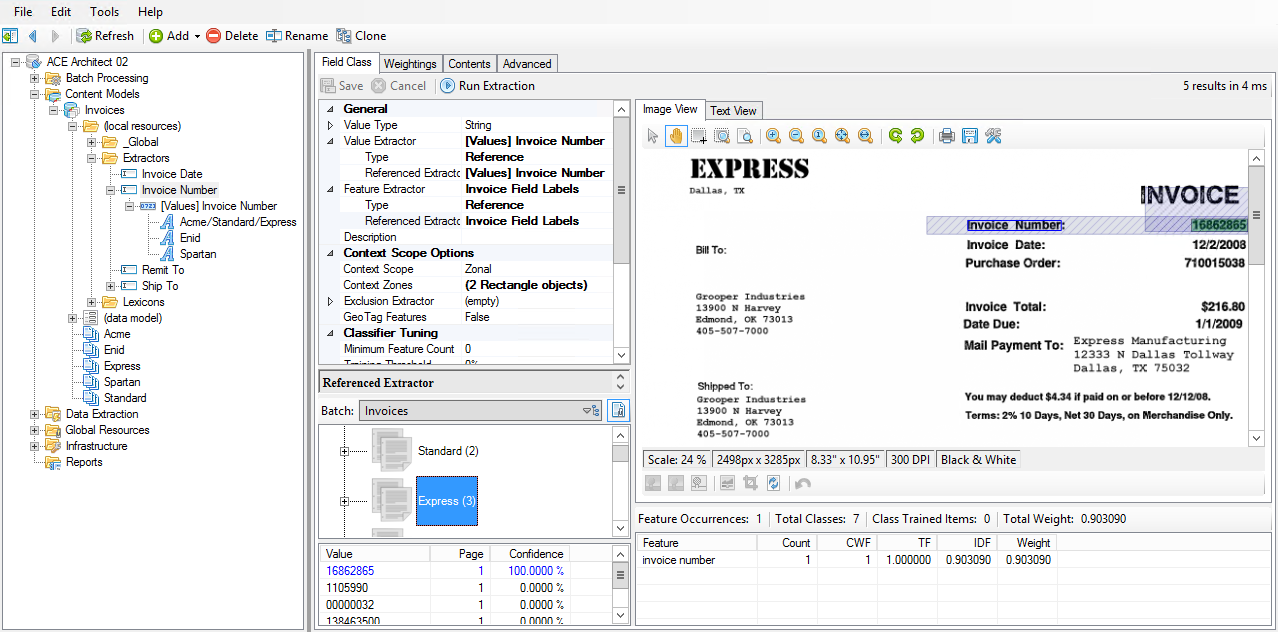 File Edit Tools Help
Refresh Add Delete Rename Clone
ACE Architect 02
Batch Processing
Content Models
Invoices
(local resources)
_Global
Extractors
Invoice Date
Invoice Number
[Values] Invoice Number
Acme/Standard/Express
Enid
Spartan
Remit To
Ship To
Lexicons
(data model)
Acme
Enid
Express
Spartan
Standard
Data Extraction
Global Resources
Infrastructure
Reports
Field Class Weightings Contents Advanced
Save Cancel Run Extraction 5 results in 4 ms
General
Value Type String
Value Extractor [Values] Invoice Number
Type Reference
Referenced Extractc [Values] Invoice Number
Feature Extractor Invoice Field Labels
Type Reference
Referenced Extractc Invoice Field Labels
Description
Context Scope Options
Context Scope Zonal
Context Zones (2 Rectangle objects)
Exclusion Extractor (empty)
GeoTag Features False
Classifier Tuning
Minimum Feature Count 0
Training Threshold 0%
Referenced Extractor
Batch: Invoices
Standard (2)
Express (3)
Value Page Confidence
16862865 1 100.0000 %
1105990 1 0.0000 %
00000032 1 0.0000 %
138463500 1 0.0000 %
Image View Text View
EXPRESS
Dallas, TX
INVOICE
Invoice Number: 16862865
Invoice Date: 12/2/2008
Purchase Order: 710015038
Bill To:
Grooper Industries
13900 N Harvey
Edmond, OK 73013
405-507-7000
Invoice Total: $216.80
Date Due: 1/1/2009
Mail Payment To: Express Manufacturing
12333 N Dallas Tollway
Dallas, TX 75032
Shipped To:
Grooper Industries
13900 N Harvey
Edmond, OK 73013
405-507-7000
You may deduct $4.34 if paid on or before 12/12/08.
Terms: 2% 10 Days, Net 30 Days, on Merchandise Only.
Scale: 24 % 2498px x 3285px 8.33" x 10.95" 300 DPI Black & White
Feature Occurrences: 1 Total Classes: 7 Class Trained Items: 0 Total Weight: 0.903090
Feature Count CWF TF IDF Weight
invoice number 1 1 1.000000 0.903090 0.903090